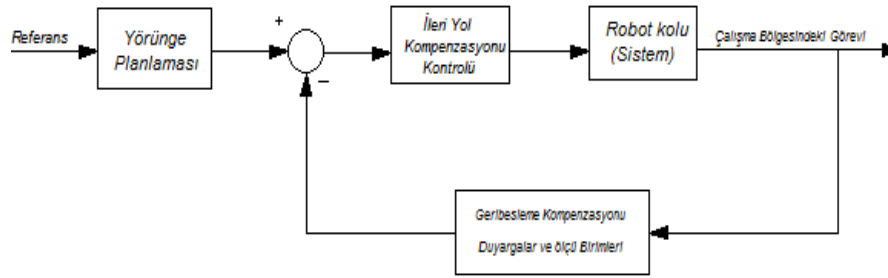 Referans
Yörünge
Planlaması
+
−
İleri Yol
Kompenzasyonu
Kontrolü
Robot kolu
(Sistem)
Çalışma Bölgesindeki Görevi
Geribesleme Kompenzasyonu
Duyargalar ve ölçü Birimleri